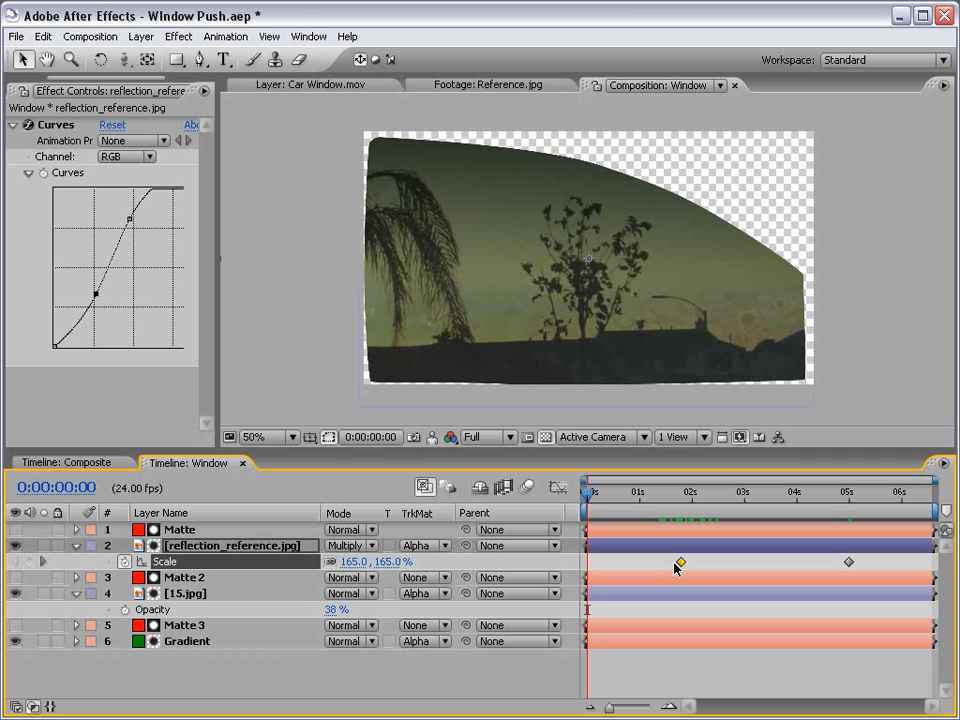 Adobe After Effects - WIndow Push.aep *
File Edit Composition Layer Effect Animation View Window Help
Workspace: Standard
Effect Controls: reflection_refere
Layer: Car Window.mov
Footage: Reference.jpg
Composition: Window
Window * reflection_reference.jpg
Curves Reset Abo
Animation Pr None
Channel: RGB
Curves
50% 0:00:00:00 Full Active Camera 1 View
Timeline: Composite Timeline: Window
0:00:00:00 (24.00 fps)
01s 02s 03s 04s 05s 06s
# Layer Name Mode T TrkMat Parent
1 Matte Normal None
2 [reflection_reference.jpg] Multiply Alpha None
Scale 165.0, 165.0 %
3 Matte 2 Normal None None
4 [15.jpg] Normal Alpha None
Opacity 38 %
5 Matte 3 Normal None None
6 Gradient Normal Alpha None